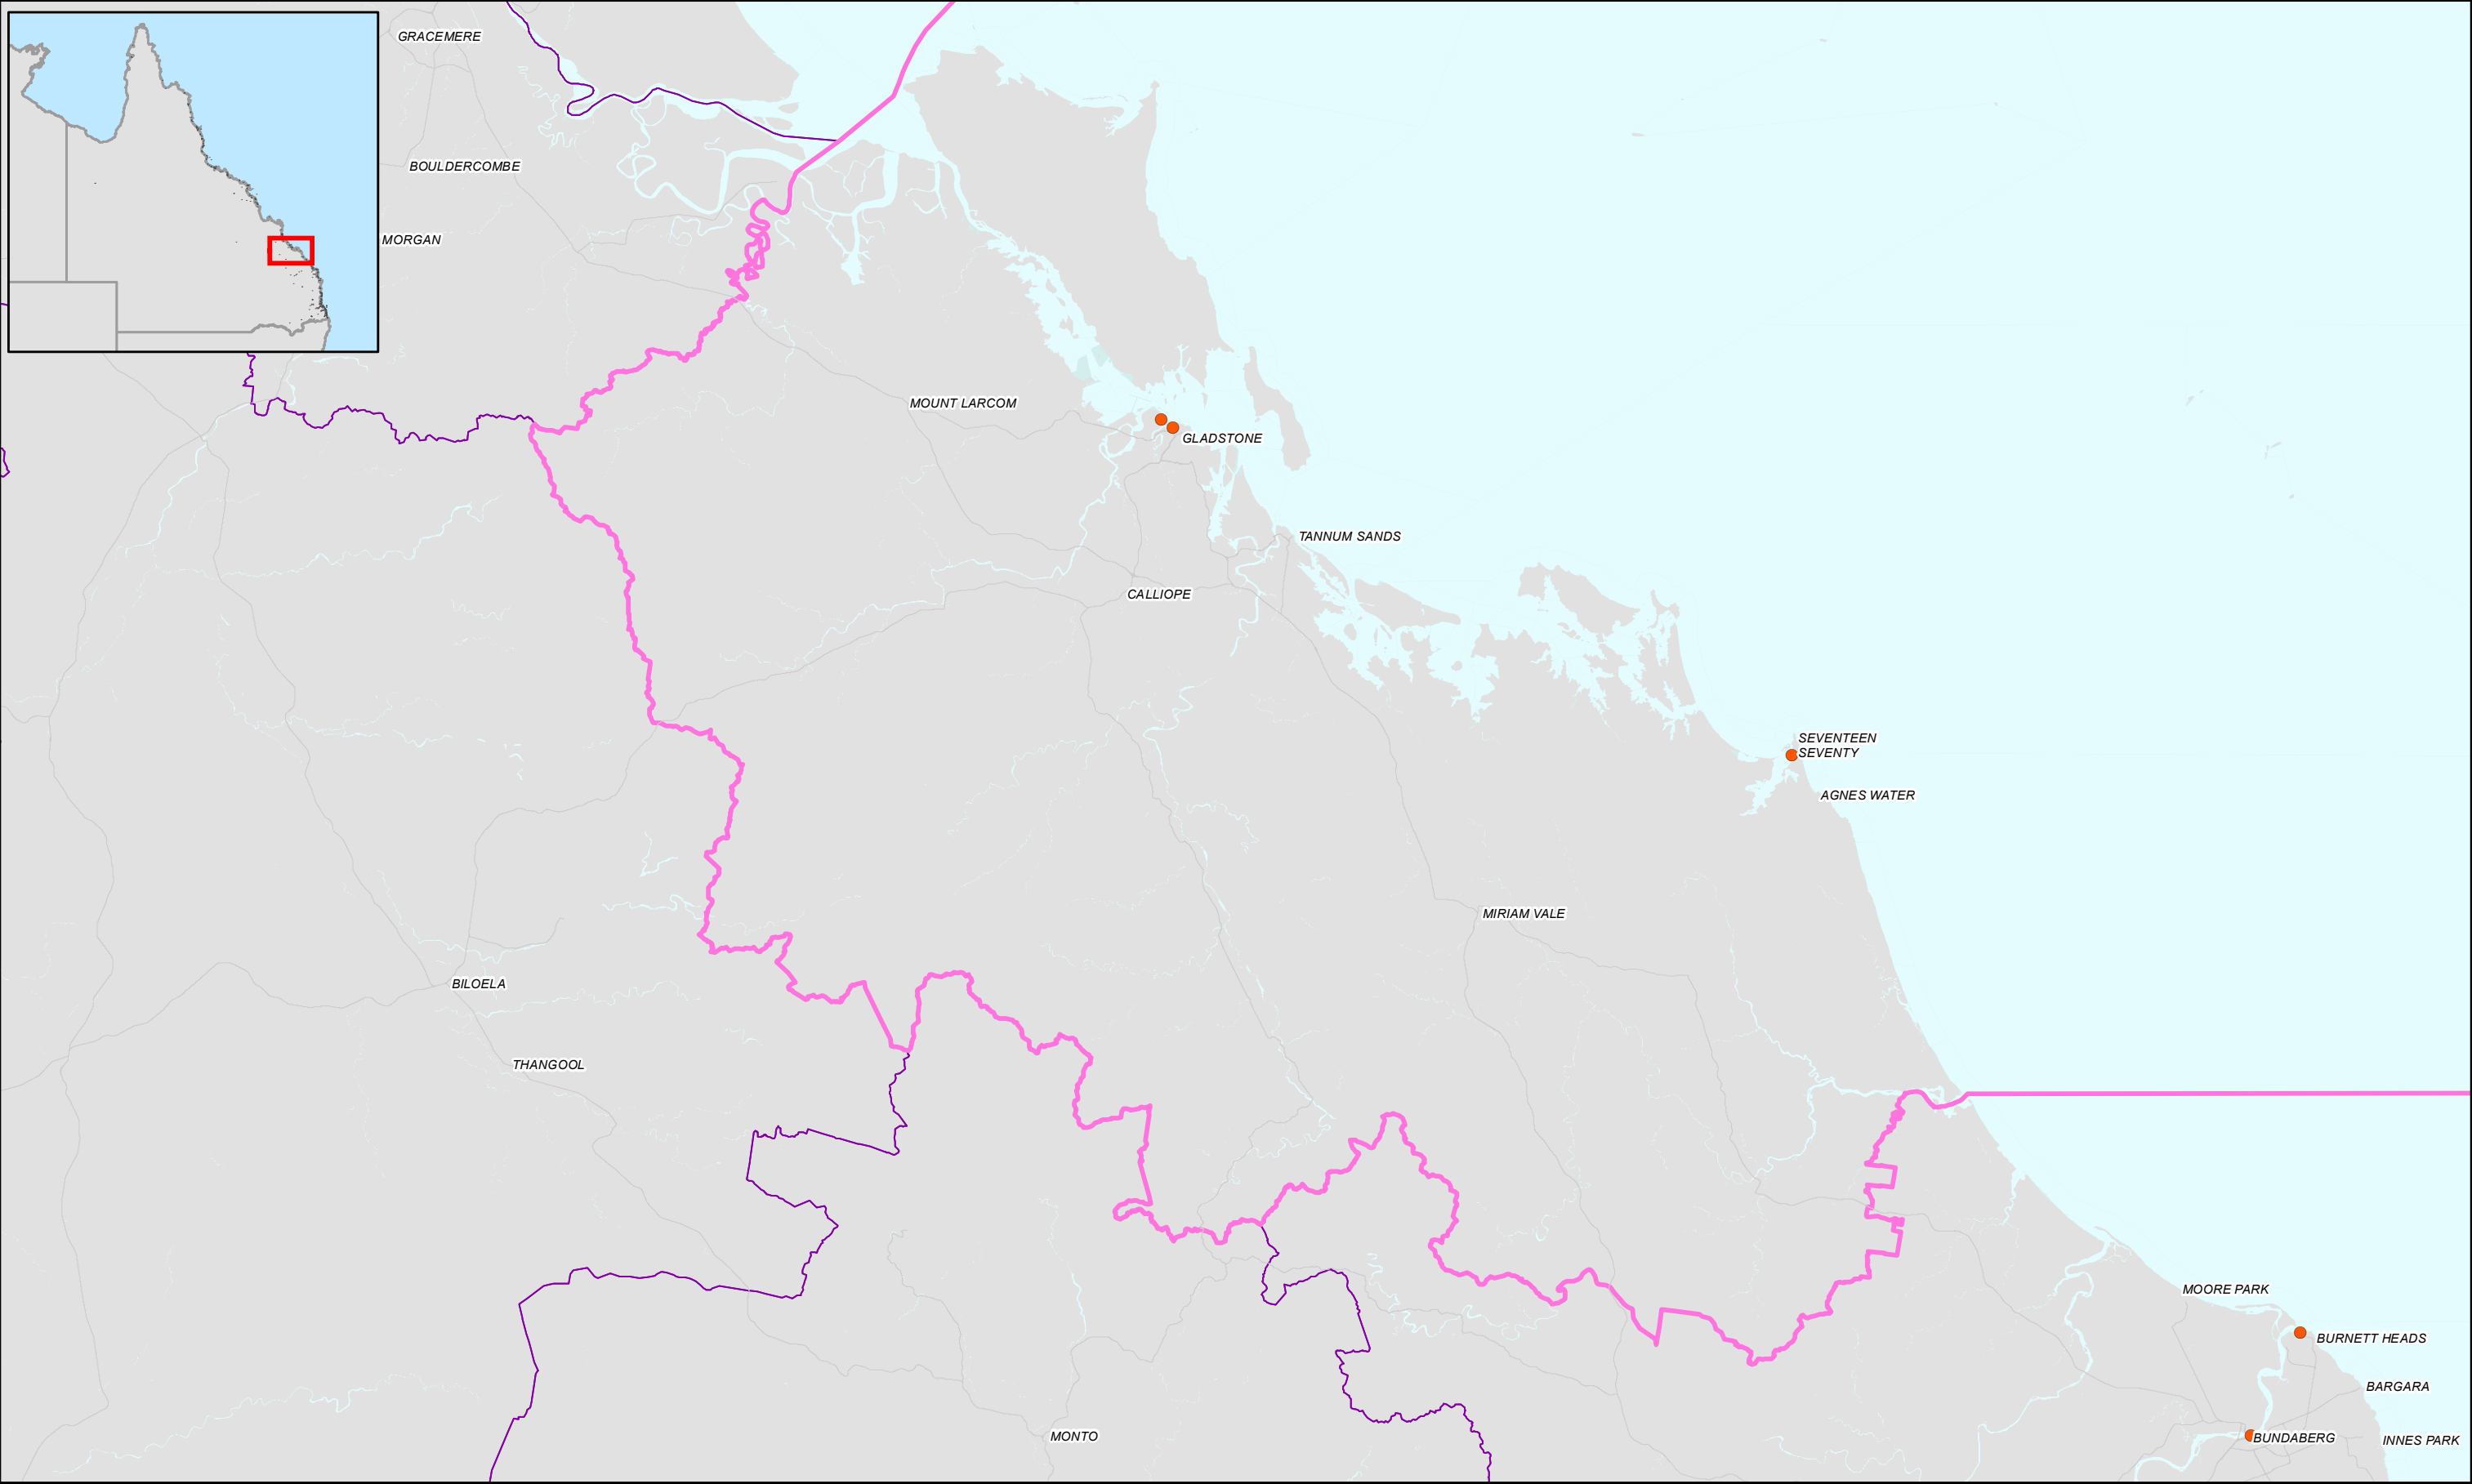 GRACEMERE
BOULDERCOMBE
MORGAN
MOUNT LARCOM
GLADSTONE
TANNUM SANDS
CALLIOPE
SEVENTEEN
SEVENTY
AGNES WATER
MIRIAM VALE
BILOELA
THANGOOL
MOORE PARK
BURNETT HEADS
BARGARA
MONTO
BUNDABERG
INNES PARK